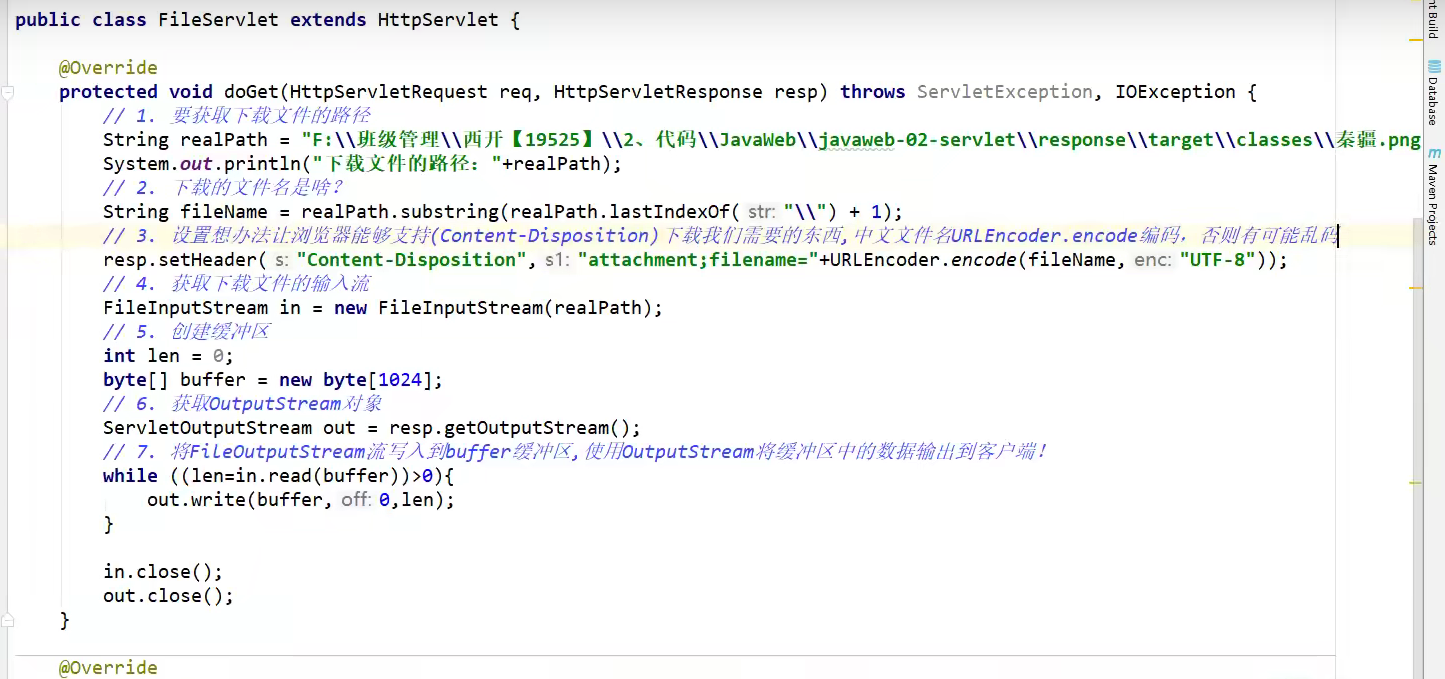 public class FileServlet extends HttpServlet {
@Override
protected void doGet(HttpServletRequest req, HttpServletResponse resp) throws ServletException, IOException {
// 1. 要获取下载文件的路径
String realPath = "F:\\班级管理\\西开【19525】\\2、代码\\JavaWeb\\javaweb-02-servlet\\response\\target\\classes\\秦疆.png
System.out.println("下载文件的路径："+realPath);
// 2. 下载的文件名是啥？
String fileName = realPath.substring(realPath.lastIndexOf( str: "\\") + 1);
// 3. 设置想办法让浏览器能够支持(Content-Disposition)下载我们需要的东西,中文文件名URLEncoder.encode编码，否则有可能乱码
resp.setHeader( s: "Content-Disposition", s1: "attachment;filename="+URLEncoder.encode(fileName, enc: "UTF-8"));
// 4. 获取下载文件的输入流
FileInputStream in = new FileInputStream(realPath);
// 5. 创建缓冲区
int len = 0;
byte[] buffer = new byte[1024];
// 6. 获取OutputStream对象
ServletOutputStream out = resp.getOutputStream();
// 7. 将FileOutputStream流写入到buffer缓冲区,使用OutputStream将缓冲区中的数据输出到客户端！
while ((len=in.read(buffer))>0){
out.write(buffer, off: 0,len);
}
in.close();
out.close();
}
@Override
Build
Database
m Maven Projects